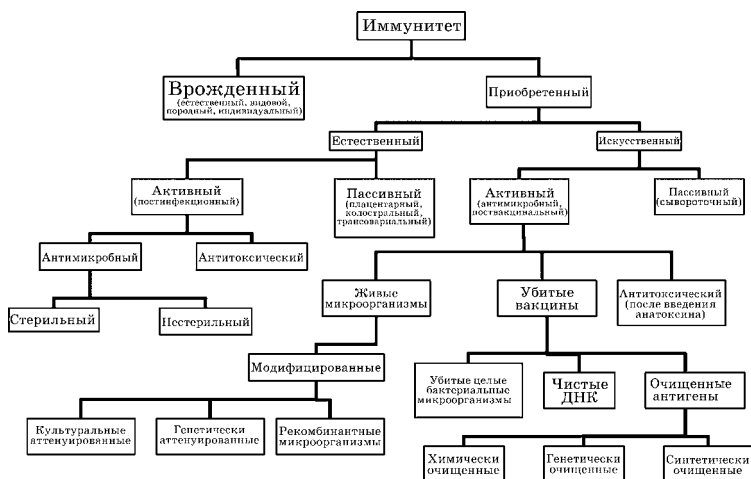 Иммунитет
Врожденный
(естественный, видовой,
породный, индивидуальный)
Приобретенный
Естественный
Искусственный
Активный
(постинфекционный)
Пассивный
(плацентарный,
колостральный,
трансовариальный)
Активный
(антимикробный,
поствакцинальный)
Пассивный
(сывороточный)
Антимикробный
Антитоксический
Живые
микроорганизмы
Убитые
вакцины
Антитоксический
(после введения
анатоксина)
Стерильный
Нестерильный
Модифицированные
Убитые целые
бактериальные
микроорганизмы
Чистые
ДНК
Очищенные
антигены
Культуральные
аттенуированные
Генетически
аттенуированные
Рекомбинантные
микроорганизмы
Химически
очищенные
Генетически
очищенные
Синтетически
очищенные